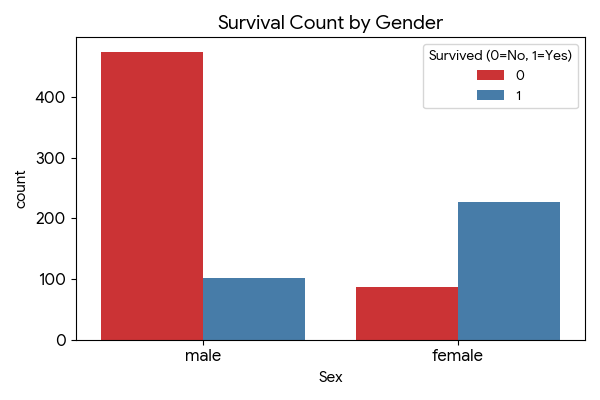 Survival Count by Gender
Survived (0=No, 1=Yes)
0
1
400
300
200
100
0
count
male
female
Sex